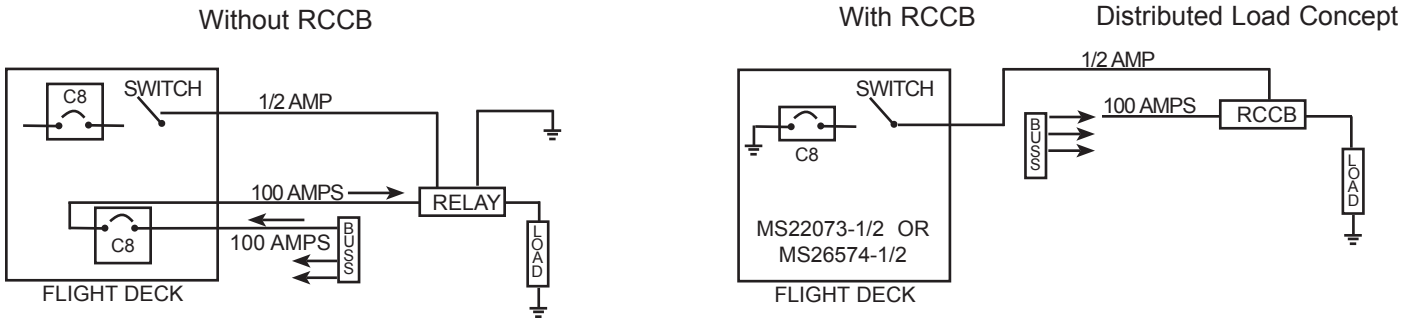 Without RCCB
C8
SWITCH
1/2 AMP
100 AMPS
RELAY
C8
100 AMPS
BUSS
LOAD
FLIGHT DECK
With RCCB
Distributed Load Concept
1/2 AMP
SWITCH
C8
BUSS
100 AMPS
RCCB
LOAD
MS22073-1/2 OR
MS26574-1/2
FLIGHT DECK